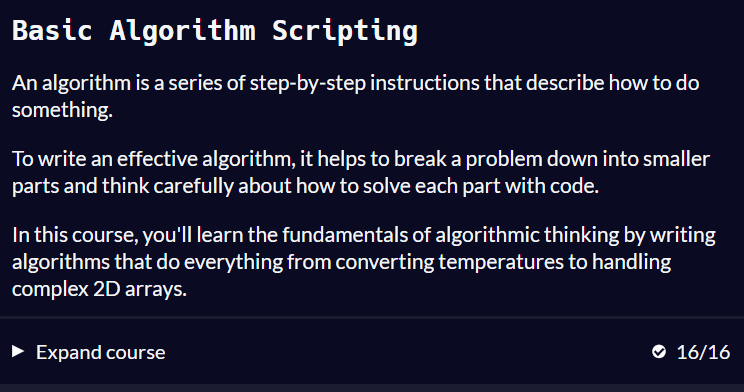 Basic Algorithm Scripting
An algorithm is a series of step-by-step instructions that describe how to do
something.
To write an effective algorithm, it helps to break a problem down into smaller
parts and think carefully about how to solve each part with code.
In this course, you'll learn the fundamentals of algorithmic thinking by writing
algorithms that do everything from converting temperatures to handling
complex 2D arrays.
Expand course 16/16